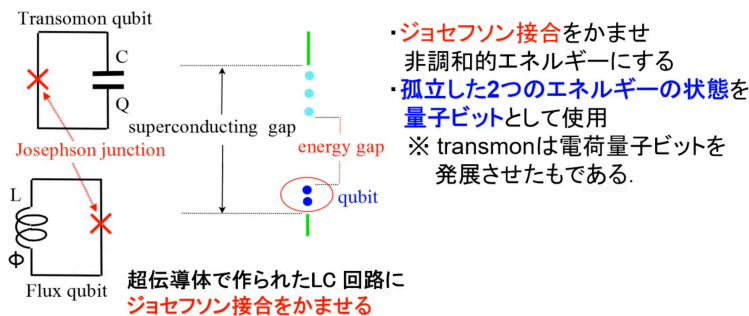 Transomon qubit
C
Q
Josephson junction
L
Φ
Flux qubit
superconducting gap
energy gap
qubit
超伝導体で作られたLC 回路に
ジョセフソン接合をかませる
・ジョセフソン接合をかませ
非調和的エネルギーにする
・孤立した2つのエネルギーの状態を
量子ビットとして使用
※ transmonは電荷量子ビットを
発展させたもである.